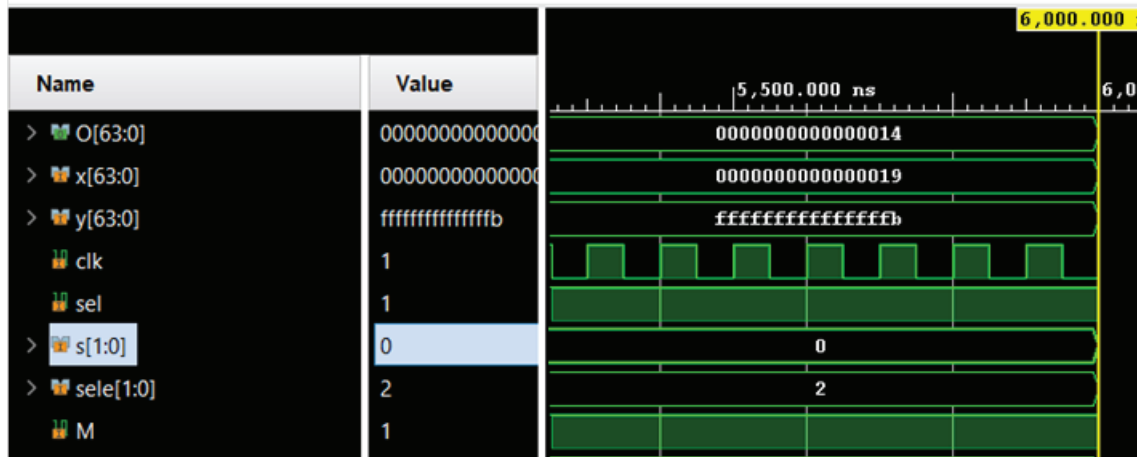 6,000.000
Name Value 5,500.000 ns 6,0
O[63:0] 00000000000000 0000000000000014
x[63:0] 00000000000000 0000000000000019
y[63:0] fffffffffffffffb fffffffffffffffb
clk 1
sel 1
s[1:0] 0 0
sele[1:0] 2 2
M 1